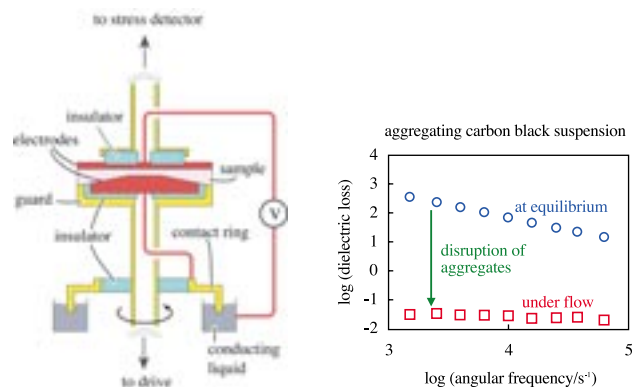 to stress detector
insulator
electrodes
sample
guard
V
insulator
contact ring
conducting
liquid
to drive
aggregating carbon black suspension
log (dielectric loss)
4
3
2
1
0
-1
-2
at equilibrium
disruption of
aggregates
under flow
3
4
5
log (angular frequency/s⁻¹)